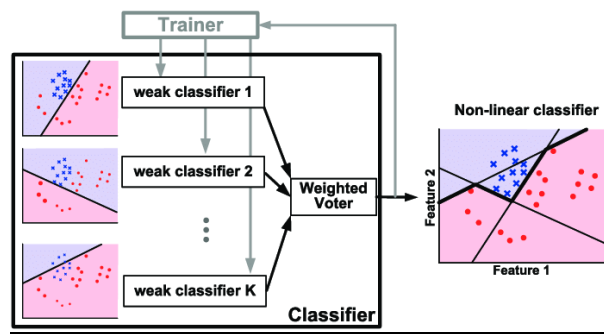 Trainer
weak classifier 1
weak classifier 2
weak classifier K
Weighted
Voter
Classifier
Non-linear classifier
Feature 2
Feature 1